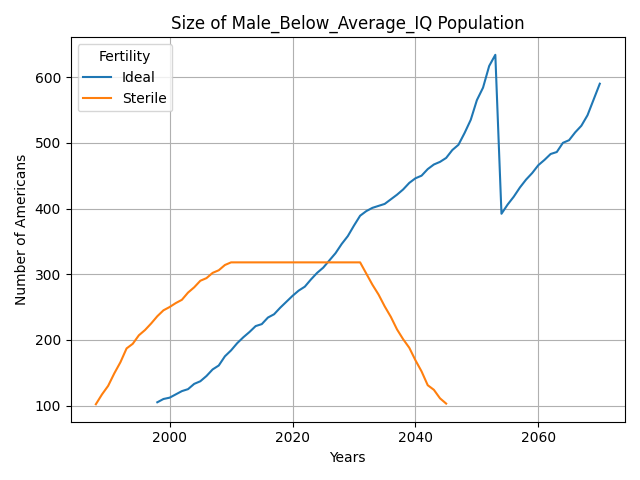 Size of Male_Below_Average_IQ Population
Fertility
Ideal
Sterile
600
500
400
300
200
100
Number of Americans
2000 2020 2040 2060
Years